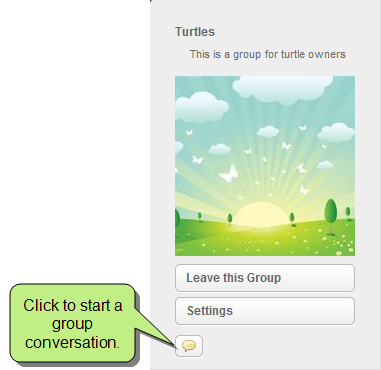 Turtles
This is a group for turtle owners
Leave this Group
Settings
Click to start a
group
conversation.